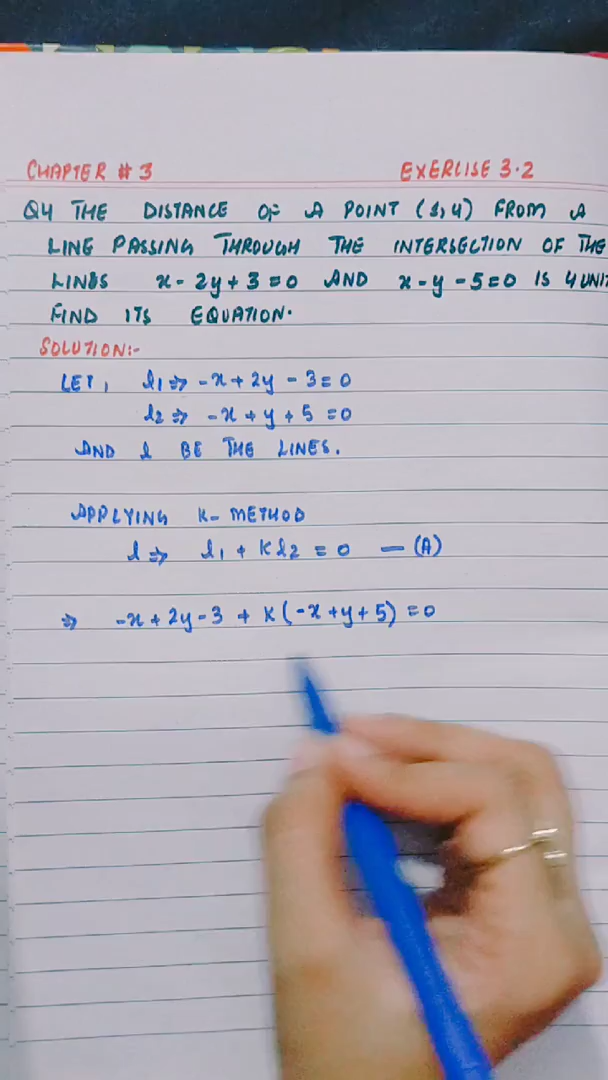 CHAPTER # 3 EXERCISE 3.2
Q4 THE DISTANCE OF A POINT (1,4) FROM A
LINE PASSING THROUGH THE INTERSECTION OF THE
LINES x - 2y + 3 = 0 AND x - y - 5 = 0 IS 4 UNI
FIND ITS EQUATION.
SOLUTION:-
LET, l1 => -x + 2y - 3 = 0
l2 => -x + y + 5 = 0
AND l BE THE LINES.
APPLYING K- METHOD
l => l1 + kl2 = 0 — (A)
=> -x + 2y - 3 + K(-x + y + 5) = 0